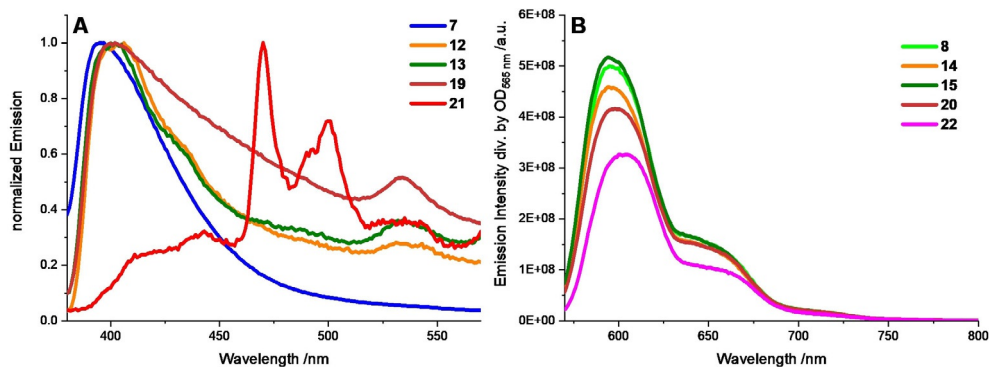 A
7
12
13
19
21
normalized Emission
1.0
0.8
0.6
0.4
0.2
0.0
400
450
500
550
Wavelength /nm
B
8
14
15
20
22
Emission Intensity div. by OD565 nm /a.u.
6E+08
5E+08
4E+08
3E+08
2E+08
1E+08
0E+00
600
650
700
750
800
Wavelength /nm